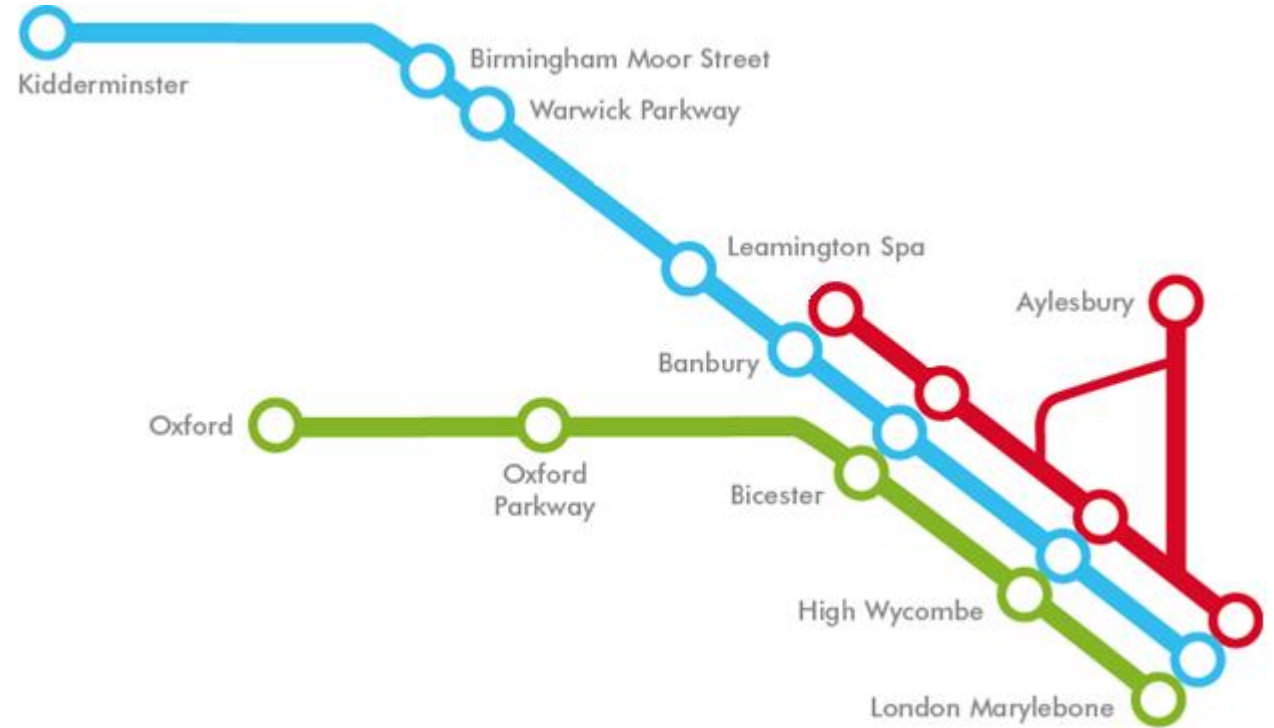 Birmingham Moor Street
Kidderminster
Warwick Parkway
Leamington Spa
Aylesbury
Banbury
Oxford
Oxford
Parkway
Bicester
High Wycombe
London Marylebone